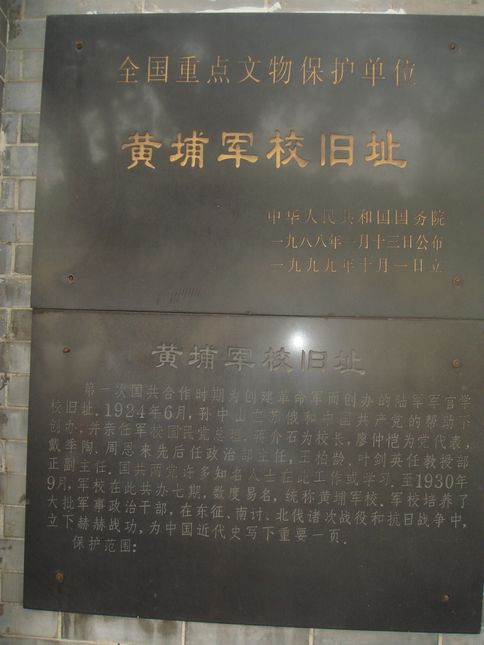 全国重点文物保护单位
黄埔军校旧址
中华人民共和国国务院
一九八八年一月十三日公布
一九九九年十月一日立
黄埔军校旧址
第一次国共合作时期为创建革命军而创办的陆军军官学
校旧址.1924年6月,孙中山在苏俄和中国共产党的帮助下
创办.并亲任军校国民党总理.蒋介石为校长,廖仲恺为党代表,
戴季陶、周恩来先后任政治部主任,王柏龄、叶剑英任教授部
正副主任.国共两党许多知名人士在此工作或学习.至1930年
9月,军校在此共办七期,数度易名,统称黄埔军校.军校培养了
大批军事政治干部,在东征、南讨、北伐诸次战役和抗日战争中,
立下赫赫战功,为中国近代史写下重要一页.
保护范围: